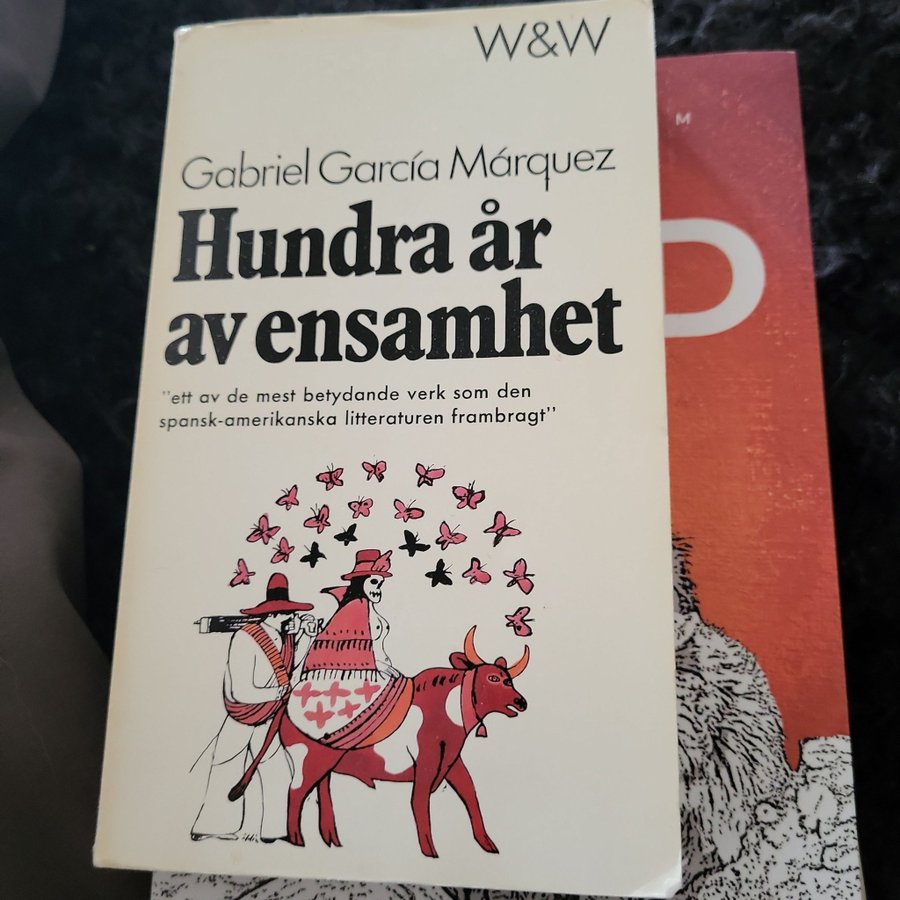 W&W
Gabriel García Márquez
Hundra år
av ensamhet
"ett av de mest betydande verk som den
spansk-amerikanska litteraturen frambragt"
M
P